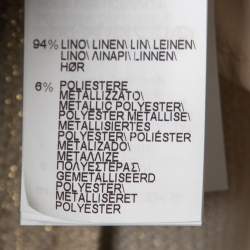 94% LINO\ LINEN\ LIN\ LEINEN\
LINO\ ΛΙΝΑΡΙ\ LINNEN\
HØR
6% POLIESTERE
METALLIZZATO\
METALLIC POLYESTER\
POLYESTER METALLISE\
METALLISIERTES
POLYESTER\ POLIÉSTER
METALIZADO\
ΜΕΤΑΛΛΙΖΕ
ΠΟΛΥΕΣΤΕΡΑΣ\
GEMETALLISEERD
POLYESTER\
METALLISERET
POLYESTER